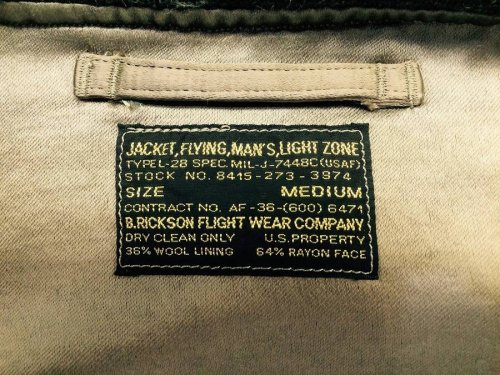 JACKET, FLYING, MAN'S, LIGHT ZONE
TYPE L-2B SPEC. MIL-J-7448C (USAF)
STOCK NO. 8415-273-3974
SIZE MEDIUM
CONTRACT NO. AF-36-(600) 6471
B.RICKSON FLIGHT WEAR COMPANY
DRY CLEAN ONLY U.S. PROPERTY
36% WOOL LINING 64% RAYON FACE